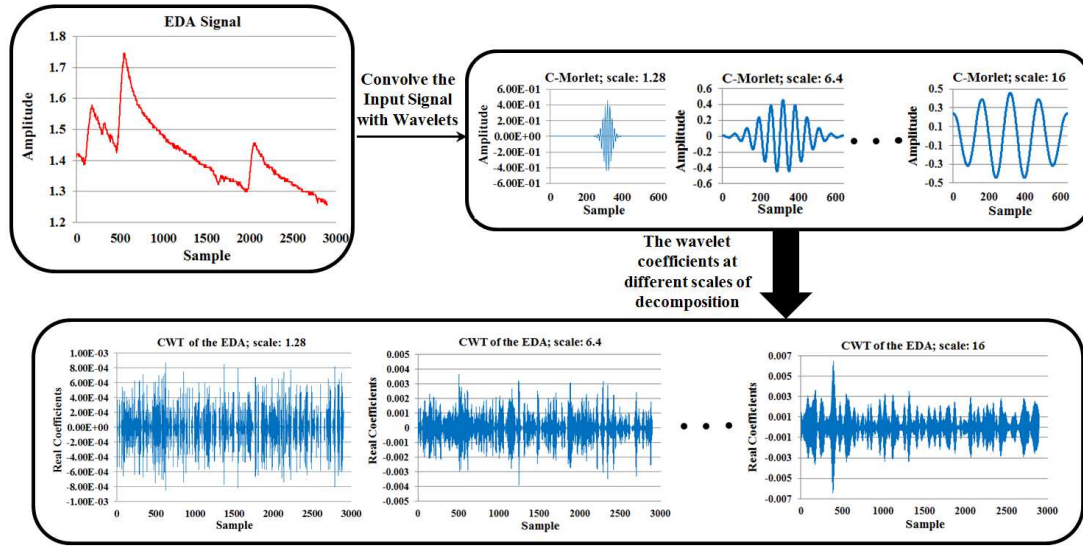 EDA Signal
1.8
1.7
1.6
1.5
1.4
1.3
1.2
Amplitude
0 500 1000 1500 2000 2500 3000
Sample
Convolve the
Input Signal
with Wavelets
C-Morlet; scale: 1.28
6.00E-01
4.00E-01
2.00E-01
0.00E+00
-2.00E-01
-4.00E-01
-6.00E-01
Amplitude
0 200 400 600
Sample
C-Morlet; scale: 6.4
0.6
0.4
0.2
0
-0.2
-0.4
-0.6
Amplitude
0 200 400 600
Sample
C-Morlet; scale: 16
0.5
0.3
0.1
-0.1
-0.3
-0.5
Amplitude
0 200 400 600
Sample
The wavelet
coefficients at
different scales of
decomposition
CWT of the EDA; scale: 1.28
1.00E-03
8.00E-04
6.00E-04
4.00E-04
2.00E-04
0.00E+00
-2.00E-04
-4.00E-04
-6.00E-04
-8.00E-04
-1.00E-03
Real Coefficients
0 500 1000 1500 2000 2500 3000
Sample
CWT of the EDA; scale: 6.4
0.005
0.004
0.003
0.002
0.001
0
-0.001
-0.002
-0.003
-0.004
-0.005
Real Coefficients
0 500 1000 1500 2000 2500 3000
Sample
CWT of the EDA; scale: 16
0.007
0.005
0.003
0.001
-0.001
-0.003
-0.005
-0.007
Real Coefficients
0 500 1000 1500 2000 2500 3000
Sample